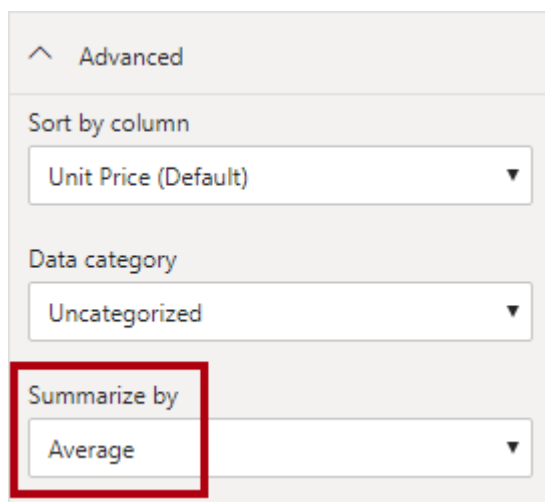 Advanced
Sort by column
Unit Price (Default)
Data category
Uncategorized
Summarize by
Average